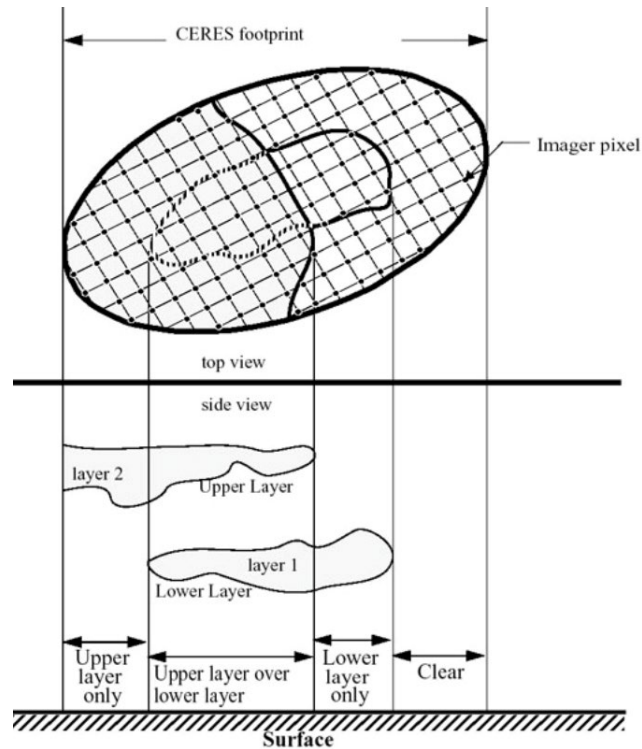 CERES footprint
Imager pixel
top view
side view
layer 2
Upper Layer
layer 1
Lower Layer
Upper
layer
only
Upper layer over
lower layer
Lower
layer
only
Clear
Surface